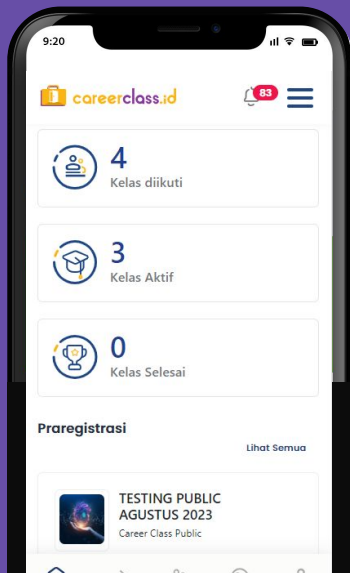 9:20
careerclass.id
83
4
Kelas diikuti
3
Kelas Aktif
0
Kelas Selesai
Praregistrasi
Lihat Semua
TESTING PUBLIC
AGUSTUS 2023
Career Class Public